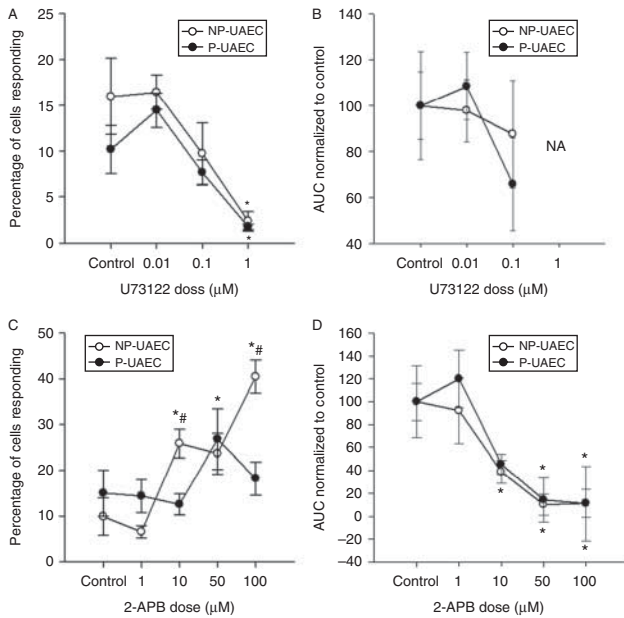 A
NP-UAEC
P-UAEC
Percentage of cells responding
25
20
15
10
5
0
*
*
Control 0.01 0.1 1
U73122 doss (μM)
B
NP-UAEC
P-UAEC
AUC normalized to control
140
120
100
80
60
40
NA
Control 0.01 0.1 1
U73122 doss (μM)
C
NP-UAEC
P-UAEC
Percentage of cells responding
50
40
30
20
10
0
*#
*
*#
Control 1 10 50 100
2-APB dose (μM)
D
NP-UAEC
P-UAEC
AUC normalized to control
160
140
120
100
80
60
40
20
0
–20
–40
*
*
*
*
*
Control 1 10 50 100
2-APB dose (μM)